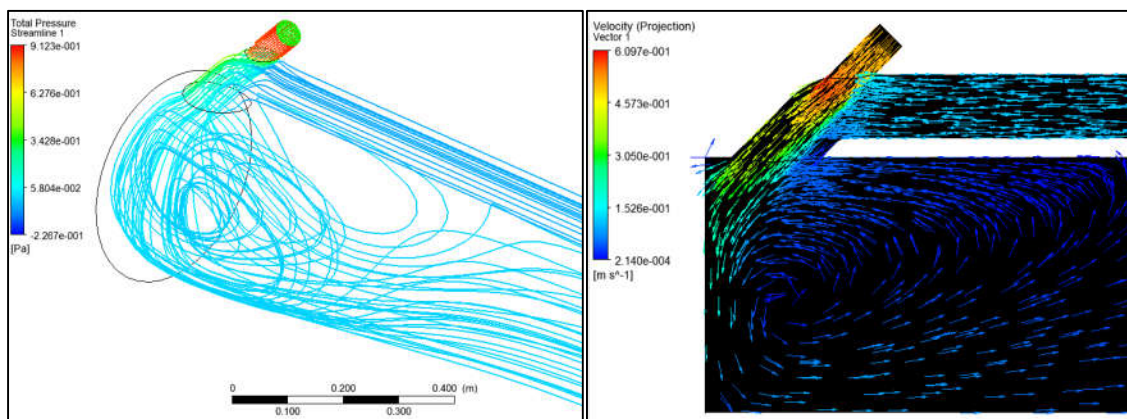 Total Pressure
Streamline 1
9.123e-001
6.276e-001
3.428e-001
5.804e-002
-2.267e-001
[Pa]
0 0.200 0.400 (m)
0.100 0.300
Velocity (Projection)
Vector 1
6.097e-001
4.573e-001
3.050e-001
1.526e-001
2.140e-004
[m s^-1]